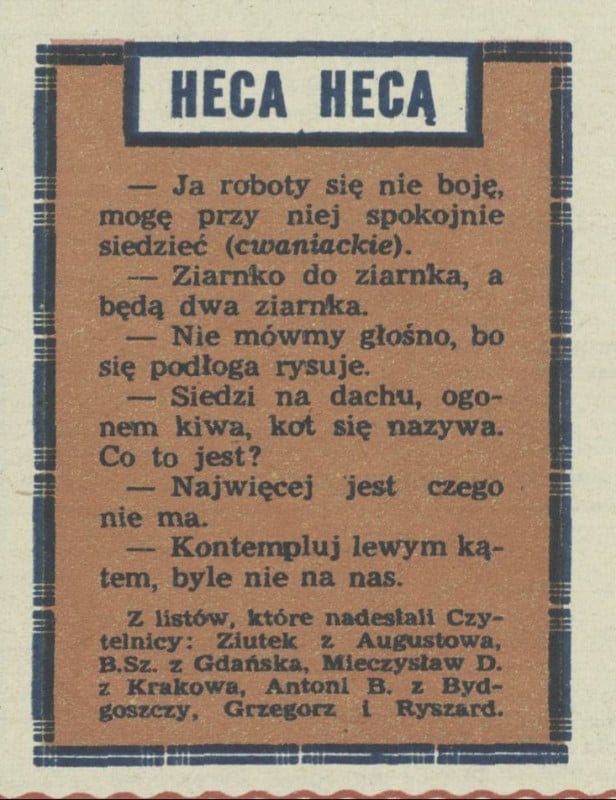 HECA HECĄ
— Ja roboty się nie boję,
mogę przy niej spokojnie
siedzieć (cwaniackie).
— Ziarnko do ziarnka, a
będą dwa ziarnka.
— Nie mówmy głośno, bo
się podłoga rysuje.
— Siedzi na dachu, ogo-
nem kiwa, kot się nazywa.
Co to jest?
— Najwięcej jest czego
nie ma.
— Kontempluj lewym ką-
tem, byle nie na nas.
Z listów, które nadesłali Czy-
telnicy: Ziutek z Augustowa,
B.Sz. z Gdańska, Mieczysław D.
z Krakowa, Antoni B. z Byd-
goszczy, Grzegorz i Ryszard.